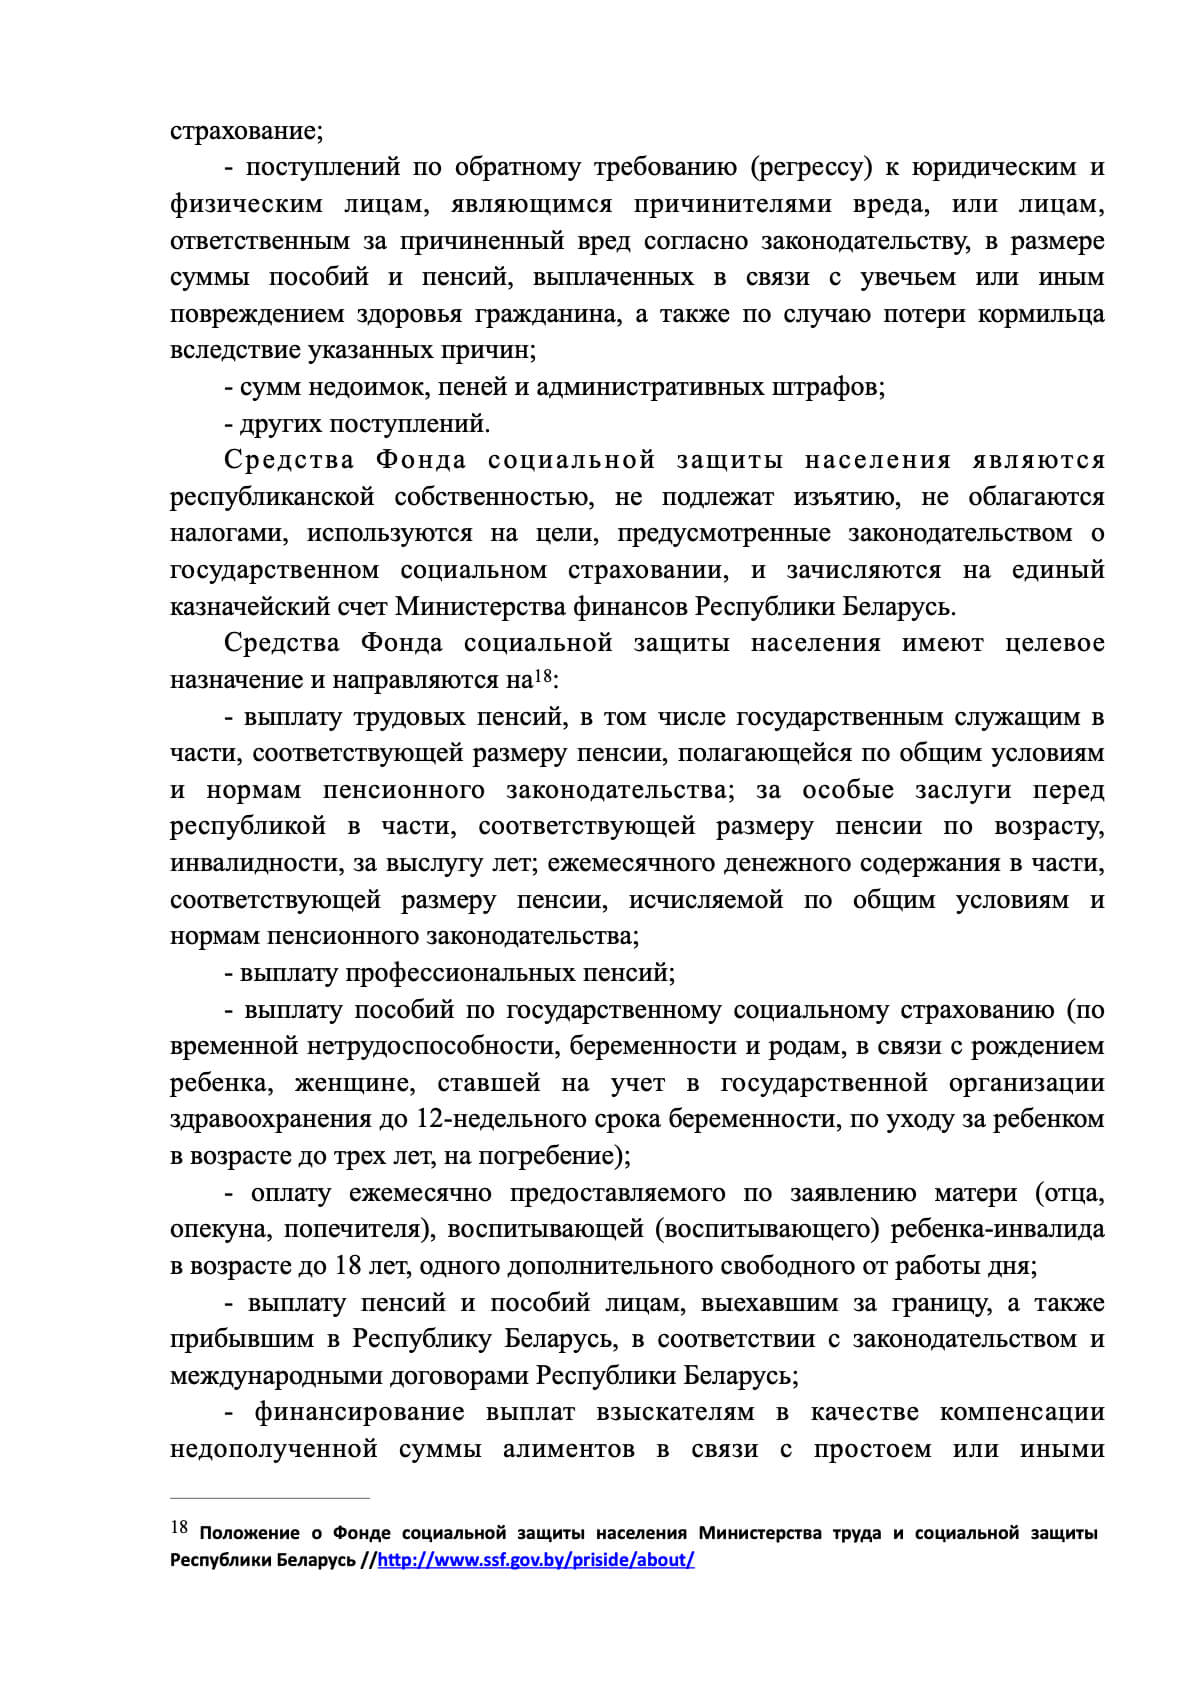 страхование;
- поступлений по обратному требованию (регрессу) к юридическим и
физическим лицам, являющимся причинителями вреда, или лицам,
ответственным за причиненный вред согласно законодательству, в размере
суммы пособий и пенсий, выплаченных в связи с увечьем или иным
повреждением здоровья гражданина, а также по случаю потери кормильца
вследствие указанных причин;
- сумм недоимок, пеней и административных штрафов;
- других поступлений.
Средства Фонда социальной защиты населения являются
республиканской собственностью, не подлежат изъятию, не облагаются
налогами, используются на цели, предусмотренные законодательством о
государственном социальном страховании, и зачисляются на единый
казначейский счет Министерства финансов Республики Беларусь.
Средства Фонда социальной защиты населения имеют целевое
назначение и направляются на18:
- выплату трудовых пенсий, в том числе государственным служащим в
части, соответствующей размеру пенсии, полагающейся по общим условиям
и нормам пенсионного законодательства; за особые заслуги перед
республикой в части, соответствующей размеру пенсии по возрасту,
инвалидности, за выслугу лет; ежемесячного денежного содержания в части,
соответствующей размеру пенсии, исчисляемой по общим условиям и
нормам пенсионного законодательства;
- выплату профессиональных пенсий;
- выплату пособий по государственному социальному страхованию (по
временной нетрудоспособности, беременности и родам, в связи с рождением
ребенка, женщине, ставшей на учет в государственной организации
здравоохранения до 12-недельного срока беременности, по уходу за ребенком
в возрасте до трех лет, на погребение);
- оплату ежемесячно предоставляемого по заявлению матери (отца,
опекуна, попечителя), воспитывающей (воспитывающего) ребенка-инвалида
в возрасте до 18 лет, одного дополнительного свободного от работы дня;
- выплату пенсий и пособий лицам, выехавшим за границу, а также
прибывшим в Республику Беларусь, в соответствии с законодательством и
международными договорами Республики Беларусь;
- финансирование выплат взыскателям в качестве компенсации
недополученной суммы алиментов в связи с простоем или иными
18 Положение о Фонде социальной защиты населения Министерства труда и социальной защиты
Республики Беларусь //http://www.ssf.gov.by/priside/about/